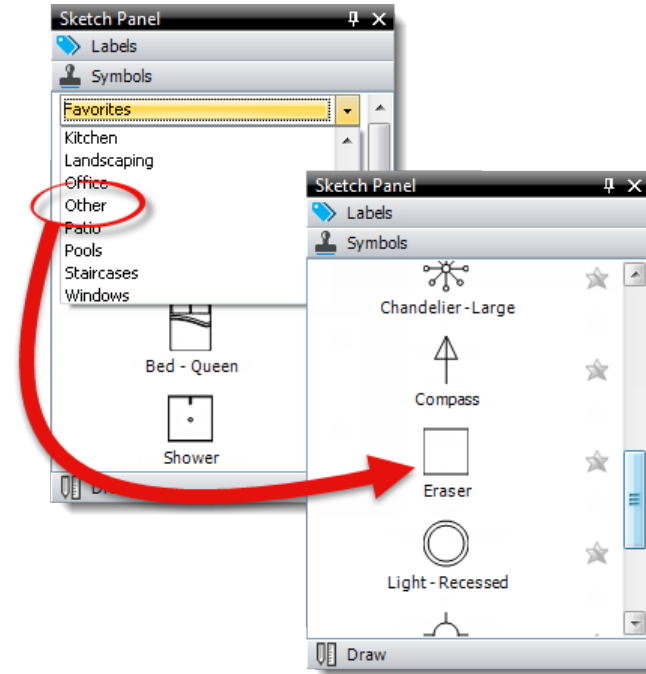 Sketch Panel
Labels
Symbols
Favorites
Kitchen
Landscaping
Office
Other
Patio
Pools
Staircases
Windows
Bed - Queen
Shower
Sketch Panel
Labels
Symbols
Chandelier - Large
Compass
Eraser
Light - Recessed
Draw